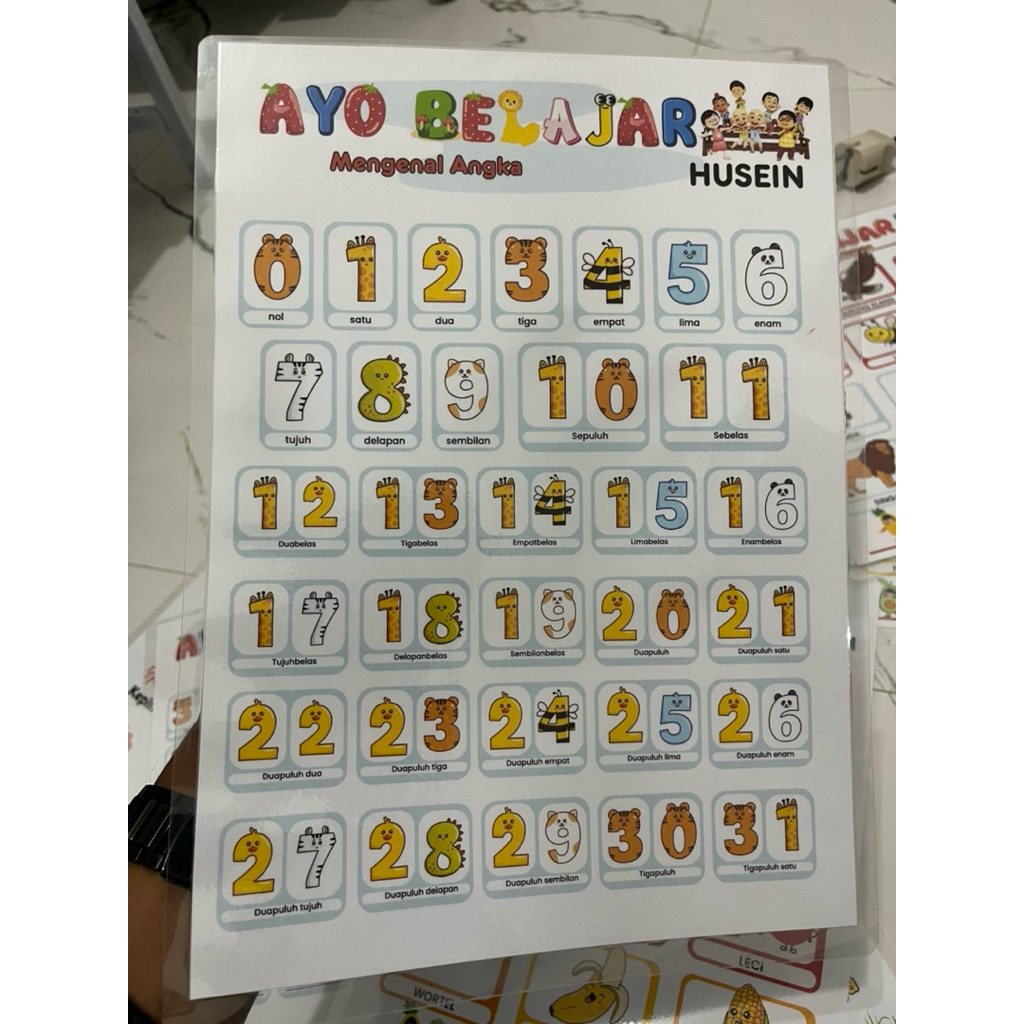 AYO BELAJAR
Mengenal Angka
HUSEIN
0 1 2 3 4 5 6
nol satu dua tiga empat lima enam
7 8 9 10 11
tujuh delapan sembilan Sepuluh Sebelas
12 13 14 15 16
Duabelas Tigabelas Empatbelas Limabelas Enambelas
17 18 19 20 21
Tujuhbelas Delapanbelas Sembilanbelas Duapuluh Duapuluh satu
22 23 24 25 26
Duapuluh dua Duapuluh tiga Duapuluh empat Duapuluh lima Duapuluh enam
27 28 29 30 31
Duapuluh tujuh Duapuluh delapan Duapuluh sembilan Tigapuluh Tigapuluh satu
WORTEL
LECI